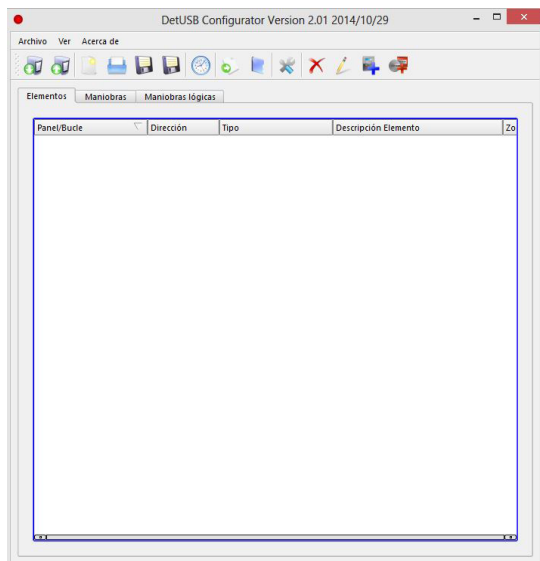 DetUSB Configurator Version 2.01 2014/10/29
Archivo Ver Acerca de
Elementos Maniobras Maniobras lógicas
Panel/Bucle Dirección Tipo Descripción Elemento Zo